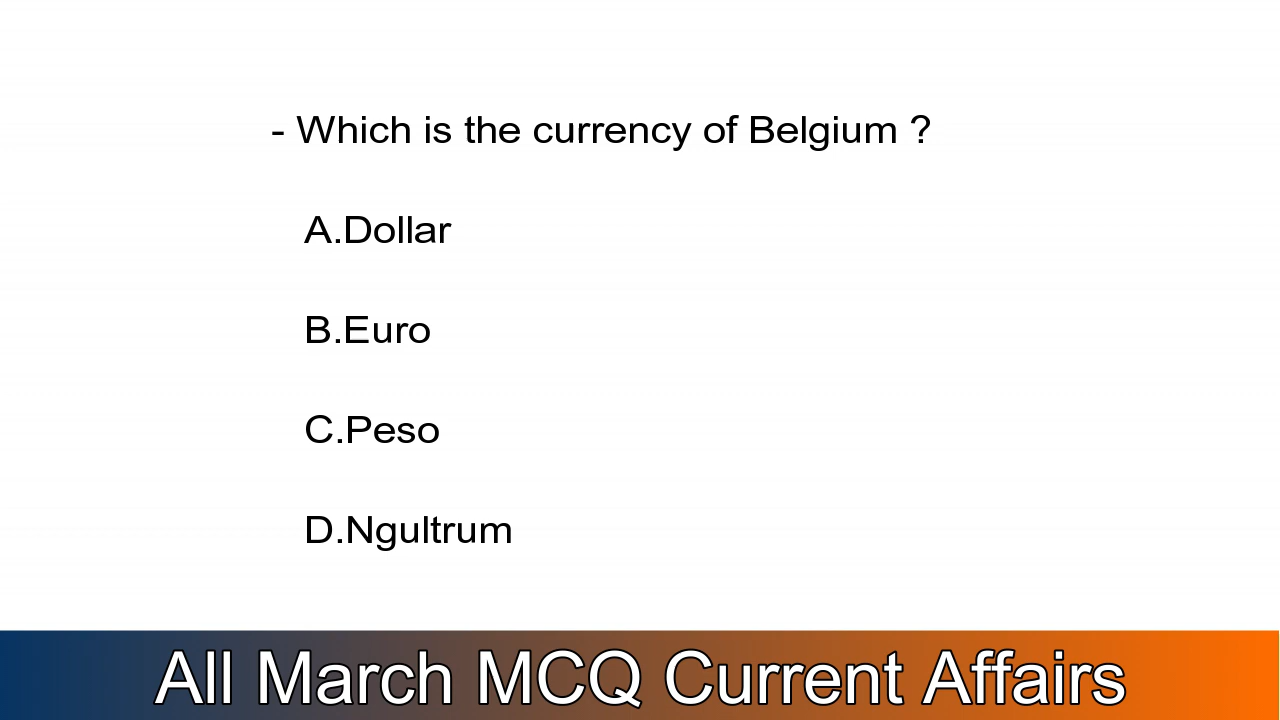 - Which is the currency of Belgium ?
A.Dollar
B.Euro
C.Peso
D.Ngultrum
All March MCQ Current Affairs